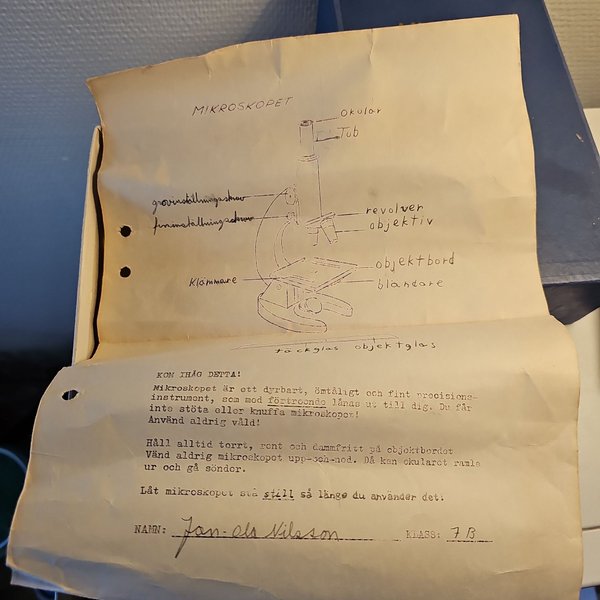 MIKROSKOPET
okular
Tub
grovinställningsskruv
fininställningsskruv
revolver
objektiv
objektbord
Klämmare
bländare
täckglas objektglas
KOM IHÅG DETTA!
Mikroskopet är ett dyrbart, ömtåligt och fint precisions-
instrument, som med förtroende lånas ut till dig. Du får
inte stöta eller knuffa mikroskopet!
Använd aldrig våld!
Håll alltid torrt, rent och dammfritt på objektbordet
Vänd aldrig mikroskopet upp-och-ned. Då kan okularet ramla
ur och gå sönder.
Låt mikroskopet stå still så länge du använder det.
NAMN: Jan-Ola Nilsson KLASS: 7B